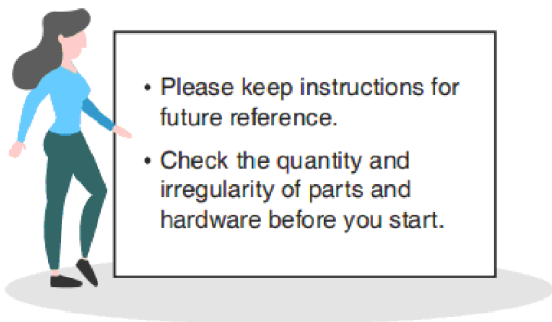 • Please keep instructions for
future reference.
• Check the quantity and
irregularity of parts and
hardware before you start.